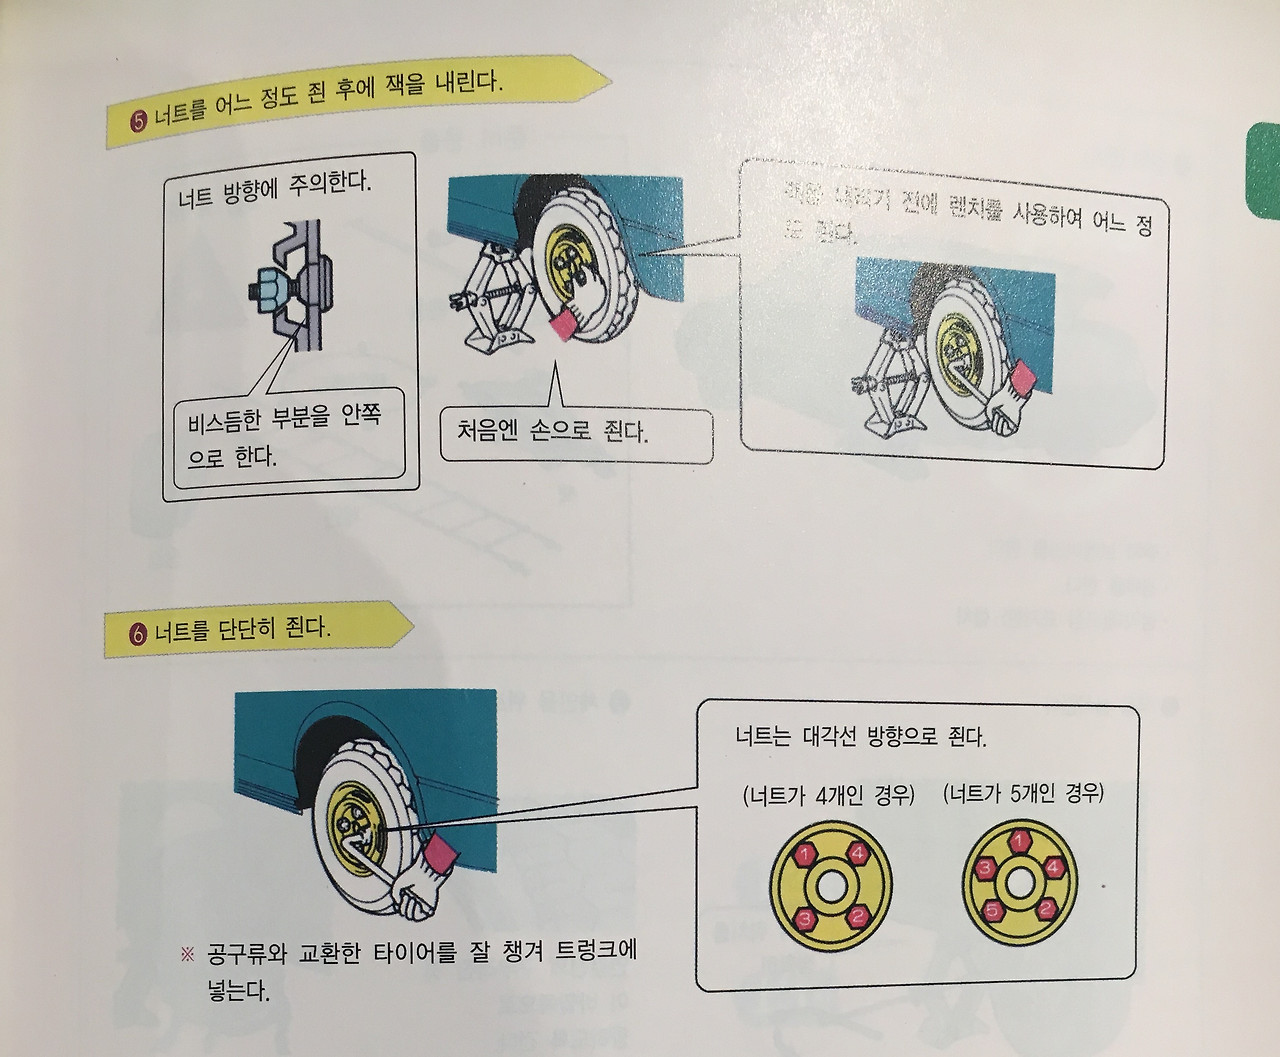 ❺ 너트를 어느 정도 죈 후에 잭을 내린다.
너트 방향에 주의한다.
비스듬한 부분을 안쪽
으로 한다.
처음엔 손으로 죈다.
내리기 전에 렌치를 사용하여 어느 정
도 죈다.
❻ 너트를 단단히 죈다.
너트는 대각선 방향으로 죈다.
(너트가 4개인 경우) (너트가 5개인 경우)
1 4
3 2
1
3 4
5 2
※ 공구류와 교환한 타이어를 잘 챙겨 트렁크에
넣는다.